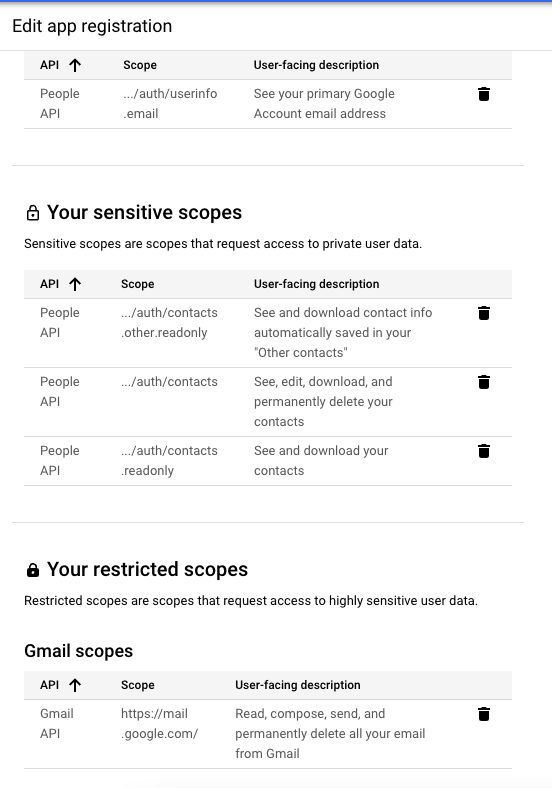 Edit app registration
API Scope User-facing description
People .../auth/userinfo See your primary Google
API .email Account email address
Your sensitive scopes
Sensitive scopes are scopes that request access to private user data.
API Scope User-facing description
People .../auth/contacts See and download contact info
API .other.readonly automatically saved in your
"Other contacts"
People .../auth/contacts See, edit, download, and
API permanently delete your
contacts
People .../auth/contacts See and download your
API .readonly contacts
Your restricted scopes
Restricted scopes are scopes that request access to highly sensitive user data.
Gmail scopes
API Scope User-facing description
Gmail https://mail Read, compose, send, and
API .google.com/ permanently delete all your email
from Gmail